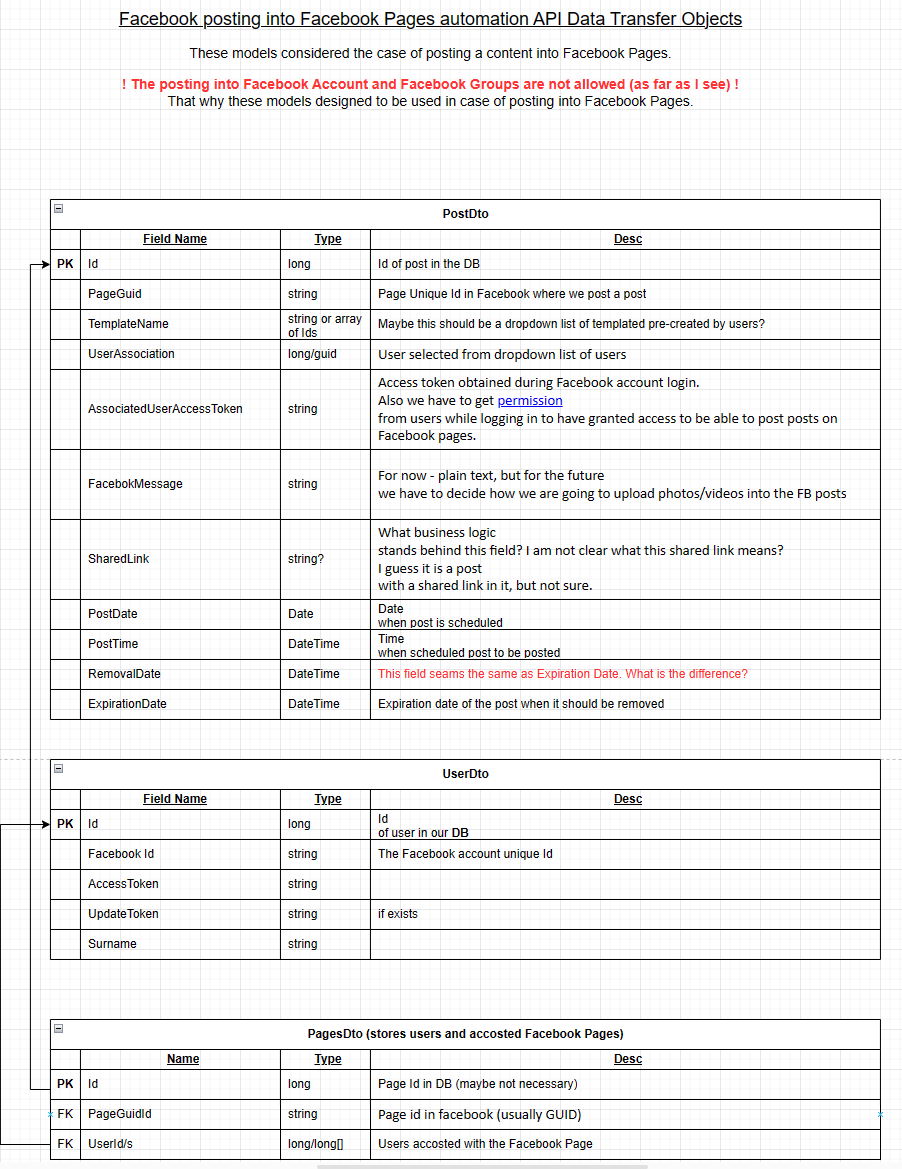 Facebook posting into Facebook Pages automation API Data Transfer Objects
These models considered the case of posting a content into Facebook Pages.
! The posting into Facebook Account and Facebook Groups are not allowed (as far as I see) !
That why these models designed to be used in case of posting into Facebook Pages.
PostDto
Field Name Type Desc
PK Id long Id of post in the DB
PageGuid string Page Unique Id in Facebook where we post a post
TemplateName string or array of Ids Maybe this should be a dropdown list of templated pre-created by users?
UserAssociation long/guid User selected from dropdown list of users
AssociatedUserAccessToken string Access token obtained during Facebook account login.
Also we have to get permission
from users while logging in to have granted access to be able to post posts on
Facebook pages.
FacebokMessage string For now - plain text, but for the future
we have to decide how we are going to upload photos/videos into the FB posts
SharedLink string? What business logic
stands behind this field? I am not clear what this shared link means?
I guess it is a post
with a shared link in it, but not sure.
PostDate Date Date
when post is scheduled
PostTime DateTime Time
when scheduled post to be posted
RemovalDate DateTime This field seams the same as Expiration Date. What is the difference?
ExpirationDate DateTime Expiration date of the post when it should be removed
UserDto
Field Name Type Desc
PK Id long Id
of user in our DB
Facebook Id string The Facebook account unique Id
AccessToken string
UpdateToken string if exists
Surname string
PagesDto (stores users and accosted Facebook Pages)
Name Type Desc
PK Id long Page Id in DB (maybe not necessary)
FK PageGuidId string Page id in facebook (usually GUID)
FK UserId/s long/long[] Users accosted with the Facebook Page